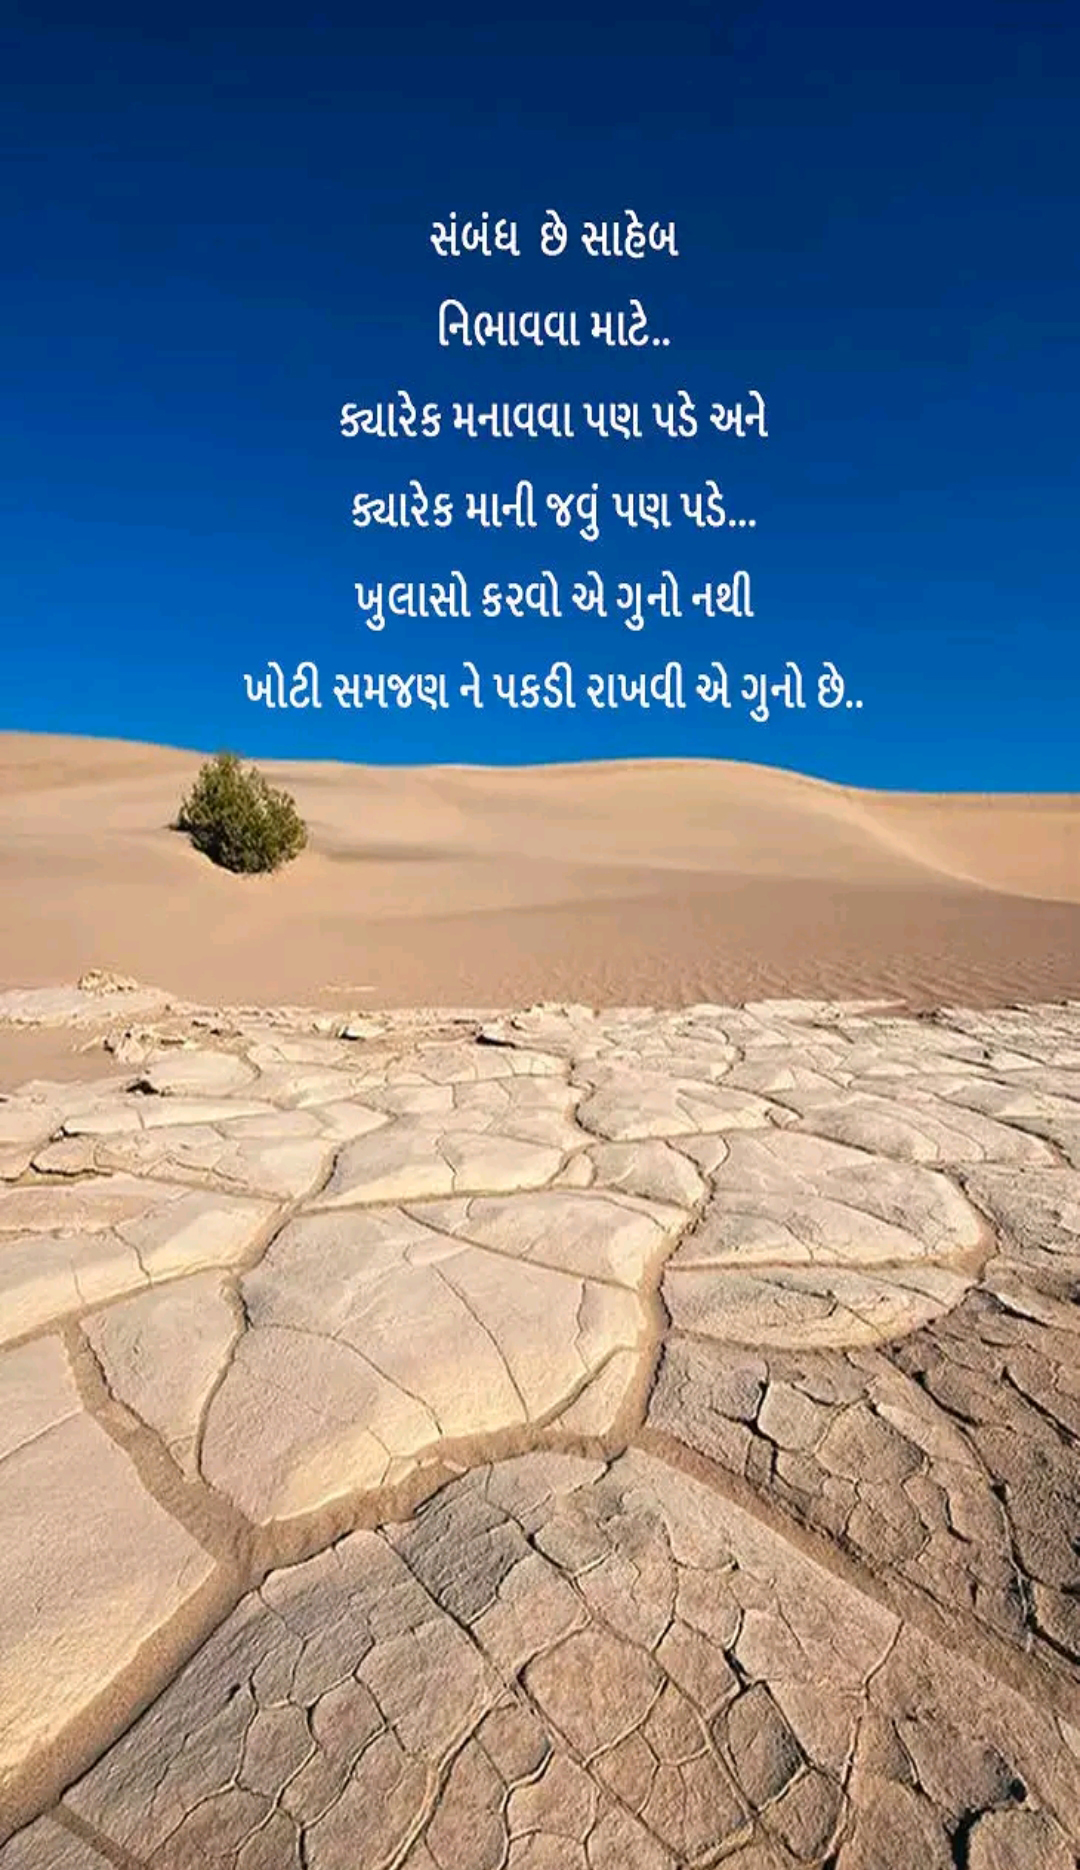 સંબંધ છે સાહેબ
નિભાવવા માટે..
ક્યારેક મનાવવા પણ પડે અને
ક્યારેક માની જવું પણ પડે...
ખુલાસો કરવો એ ગુનો નથી
ખોટી સમજણ ને પકડી રાખવી એ ગુનો છે..